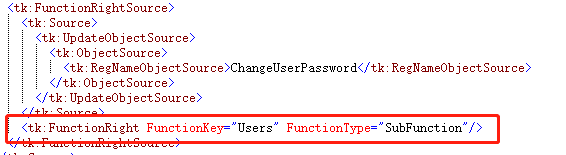 <tk:FunctionRightSource>
<tk:Source>
<tk:UpdateObjectSource>
<tk:ObjectSource>
<tk:RegNameObjectSource>ChangeUserPassword</tk:RegNameObjectSource>
</tk:ObjectSource>
</tk:UpdateObjectSource>
</tk:Source>
<tk:FunctionRight FunctionKey="Users" FunctionType="SubFunction"/>
</tk:FunctionRightSource>